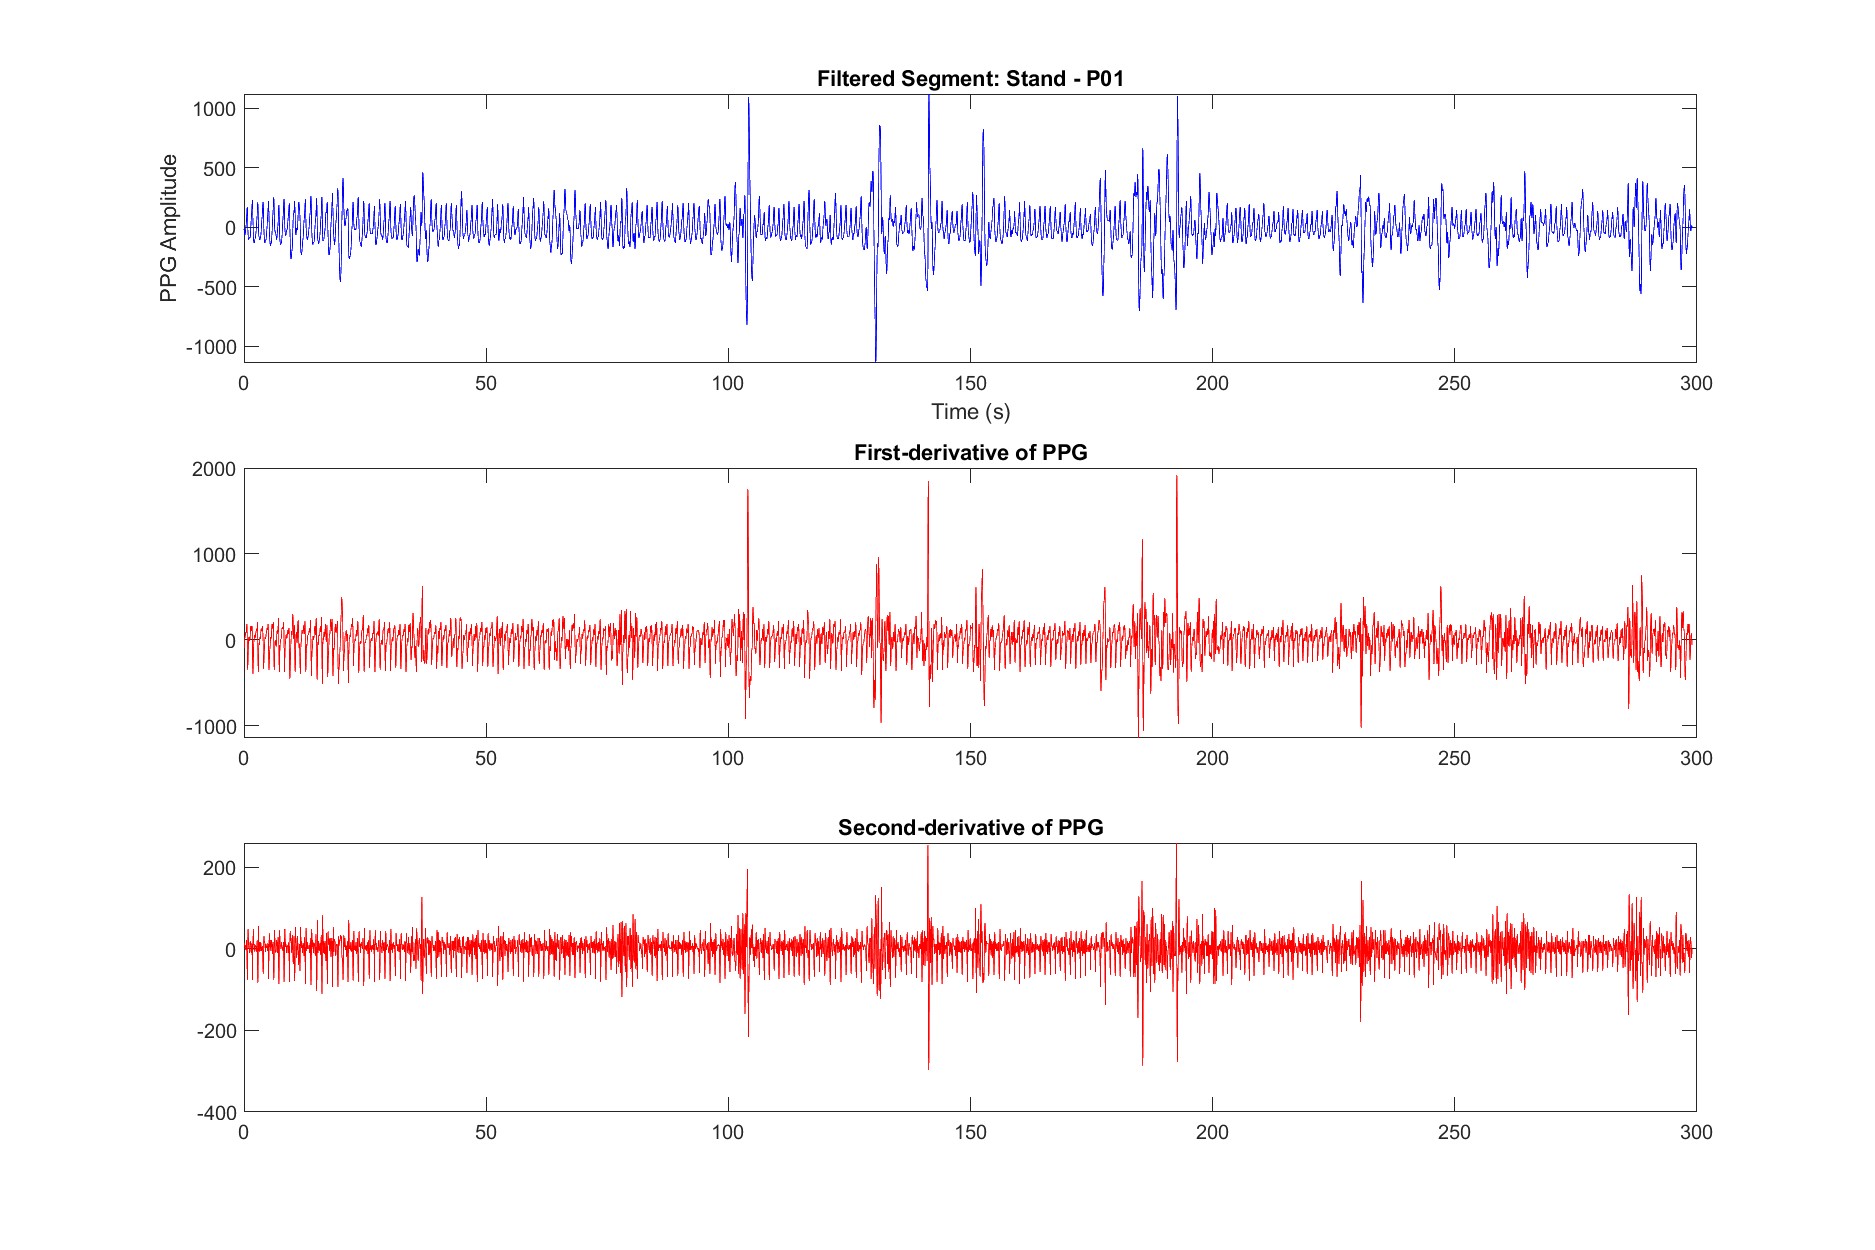 Filtered Segment: Stand - P01
1000
500
0
-500
-1000
PPG Amplitude
0 50 100 150 200 250 300
Time (s)
First-derivative of PPG
2000
1000
0
-1000
0 50 100 150 200 250 300
Second-derivative of PPG
200
0
-200
-400
0 50 100 150 200 250 300